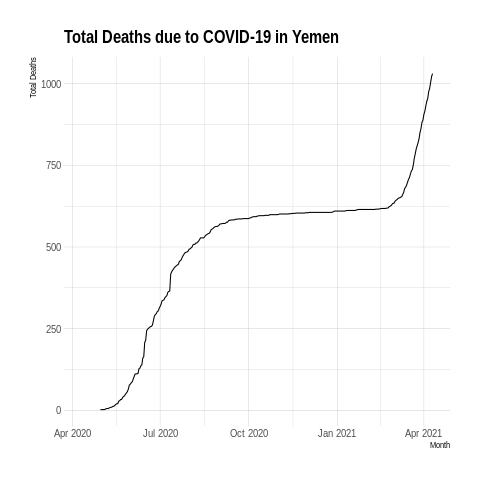 Total Deaths due to COVID-19 in Yemen
Total Deaths
1000
750
500
250
0
Apr 2020
Jul 2020
Oct 2020
Jan 2021
Apr 2021
Month